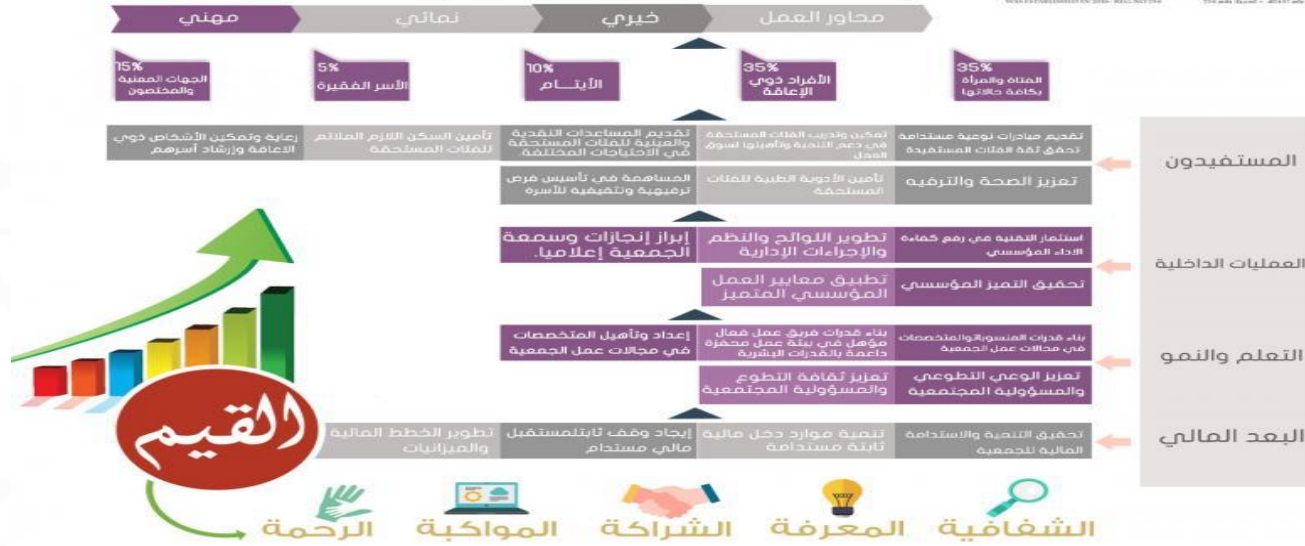 محاور العمل
خيري
نمائي
مهني
35%
الفتاة والمرأة
بكافة حالاتها
35%
الأفراد ذوي
الإعاقة
10%
الأيتــام
5%
الأسر الفقيرة
15%
الجهات المعنية
والمختصون
المستفيدون
تقديم مبادرات نوعية مستدامة
تحقق ثقة الفئات المستفيدة
تمكين وتدريب الفئات المستحقة
في دعم التنمية وتأهيلها لسوق
العمل
تقديم المساعدات النقدية
والعينية للفئات المستحقة
في الاحتياجات المختلفة
تأمين السكن اللازم الملائم
للفئات المستحقة
رعاية وتمكين الأشخاص ذوي
الاعاقة وإرشاد أسرهم
تعزيز الصحة والترفيه
تأمين الأدوية الطبية للفئات
المستحقة
المساهمة في تأسيس فرص
ترفيهية وتثقيفية للأسرة
العمليات الداخلية
استثمار التقنية في رفع كفاءة
الاداء المؤسسي
تطوير اللوائح والنظم
والإجراءات الإدارية
إبراز إنجازات وسمعة
الجمعية إعلاميا.
تحقيق التميز المؤسسي
تطبيق معايير العمل
المؤسسي المتميز
التعلم والنمو
بناء قدرات المنسوباتوالمتخصصات
في مجالات عمل الجمعية
بناء قدرات فريق عمل فعال
مؤهل في بيئة عمل محفزة
داعمة بالقدرات البشرية
إعداد وتأهيل المتخصصات
في مجالات عمل الجمعية
تعزيز الوعي التطوعي
والمسؤولية المجتمعية
تعزيز ثقافة التطوع
والمسؤولية المجتمعية
البعد المالي
تحقيق التنمية والاستدامة
المالية للجمعية
تنمية موارد دخل مالية
ثابتة مستدامة
إيجاد وقف ثابتلمستقبل
مالي مستدام
تطوير الخطط المالية
والميزانيات
القيم
الشفافية
المعرفة
الشراكة
المواكبة
الرحمة